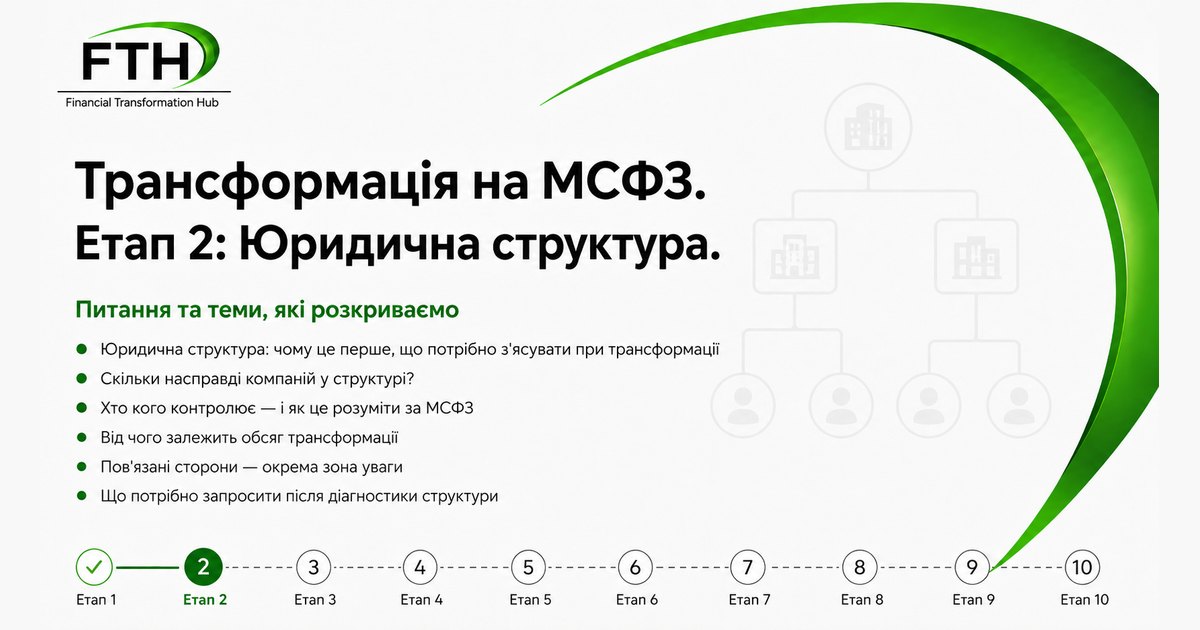 FTH
Financial Transformation Hub
Трансформація на МСФЗ.
Етап 2: Юридична структура.
Питання та теми, які розкриваємо
Юридична структура: чому це перше, що потрібно з'ясувати при трансформації
Скільки насправді компаній у структурі?
Хто кого контролює — і як це розуміти за МСФЗ
Від чого залежить обсяг трансформації
Пов'язані сторони — окрема зона уваги
Що потрібно запросити після діагностики структури
2 3 4 5 6 7 8 9 10
Етап 1 Етап 2 Етап 3 Етап 4 Етап 5 Етап 6 Етап 7 Етап 8 Етап 9 Етап 10